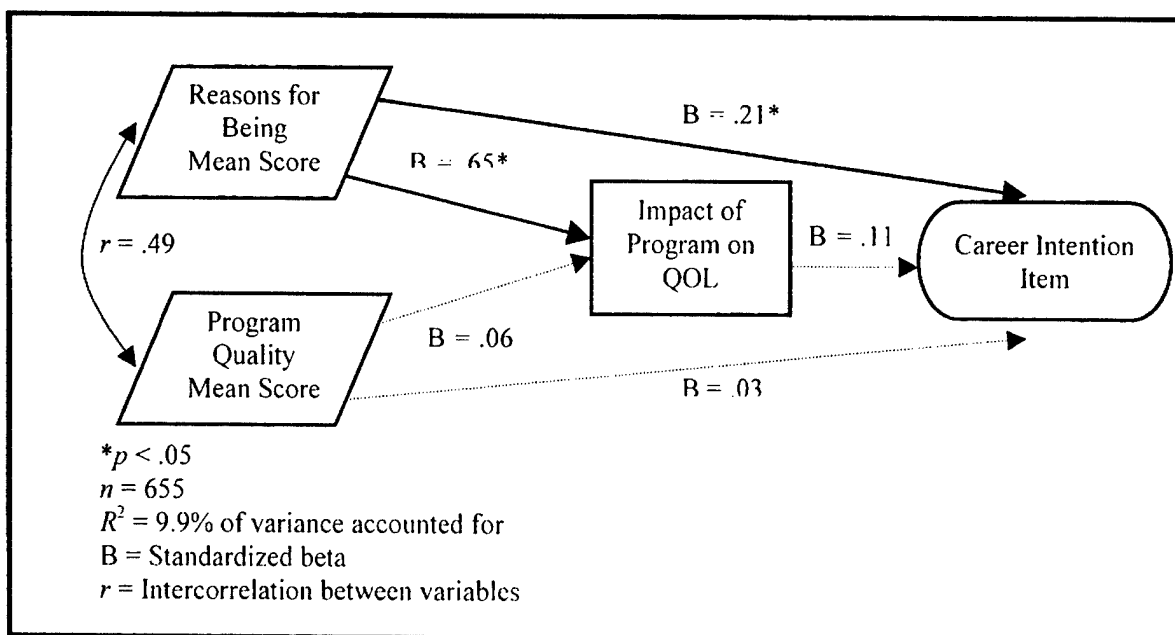 Reasons for
Being
Mean Score
B = .21*
B = .65*
Impact of
Program on
QOL
B = .11
Career Intention
Item
r = .49
Program
Quality
Mean Score
B = .06
B = .03
*p < .05
n = 655
R² = 9.9% of variance accounted for
B = Standardized beta
r = Intercorrelation between variables